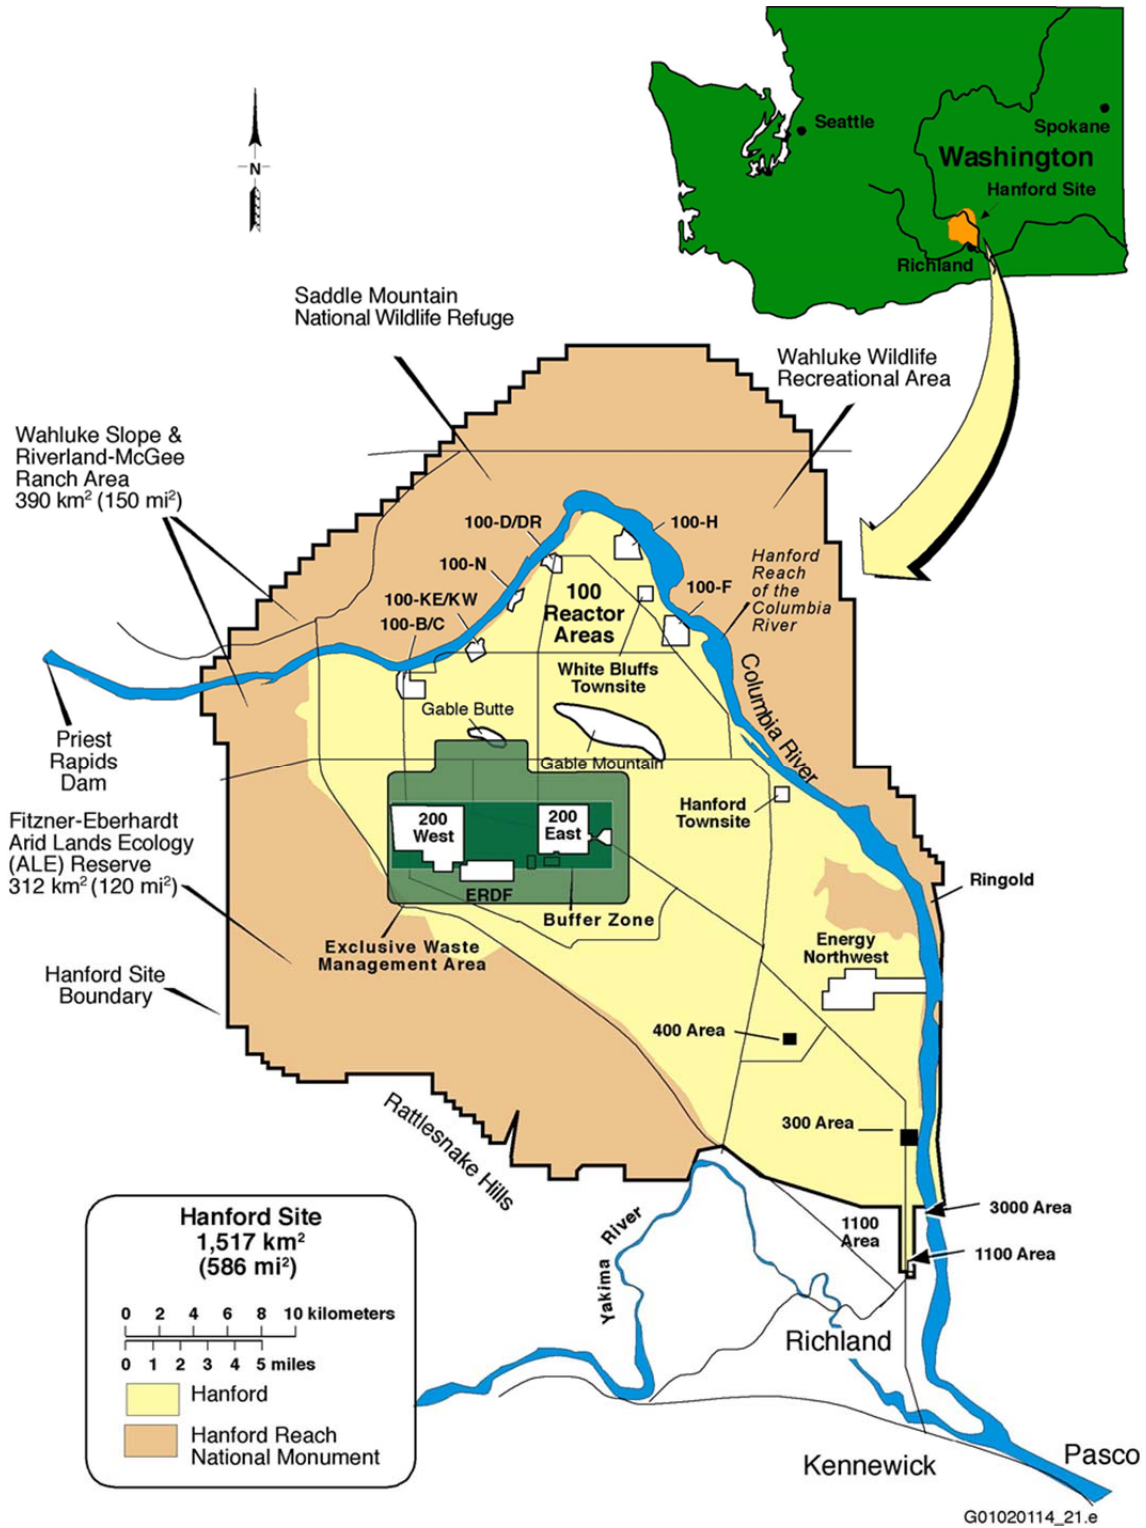 Seattle
Spokane
Washington
Hanford Site
Richland
N
Saddle Mountain
National Wildlife Refuge
Wahluke Wildlife
Recreational Area
Wahluke Slope &
Riverland-McGee
Ranch Area
390 km² (150 mi²)
100-D/DR
100-H
100-N
Hanford
Reach
of the
Columbia
River
100-F
100
Reactor
Areas
100-KE/KW
100-B/C
White Bluffs
Townsite
Columbia River
Gable Butte
Priest
Rapids
Dam
Gable Mountain
Hanford
Townsite
Fitzner-Eberhardt
Arid Lands Ecology
(ALE) Reserve
312 km² (120 mi²)
200
West
200
East
ERDF
Ringold
Buffer Zone
Exclusive Waste
Management Area
Energy
Northwest
Hanford Site
Boundary
400 Area
300 Area
Rattlesnake Hills
Yakima River
3000 Area
1100
Area
1100 Area
Hanford Site
1,517 km²
(586 mi²)
0 2 4 6 8 10 kilometers
0 1 2 3 4 5 miles
Hanford
Hanford Reach
National Monument
Richland
Kennewick
Pasco
G01020114_21.e